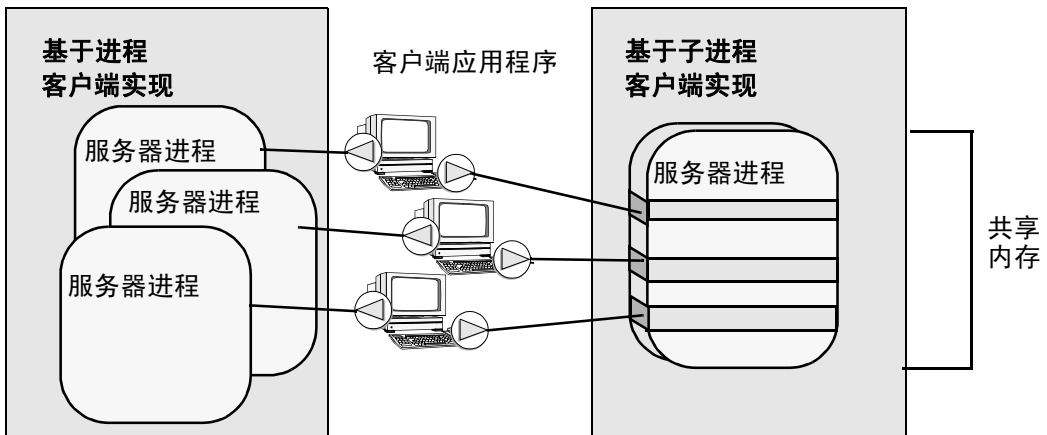 基于进程
客户端实现
服务器进程
服务器进程
服务器进程
客户端应用程序
基于子进程
客户端实现
服务器进程
共享
内存